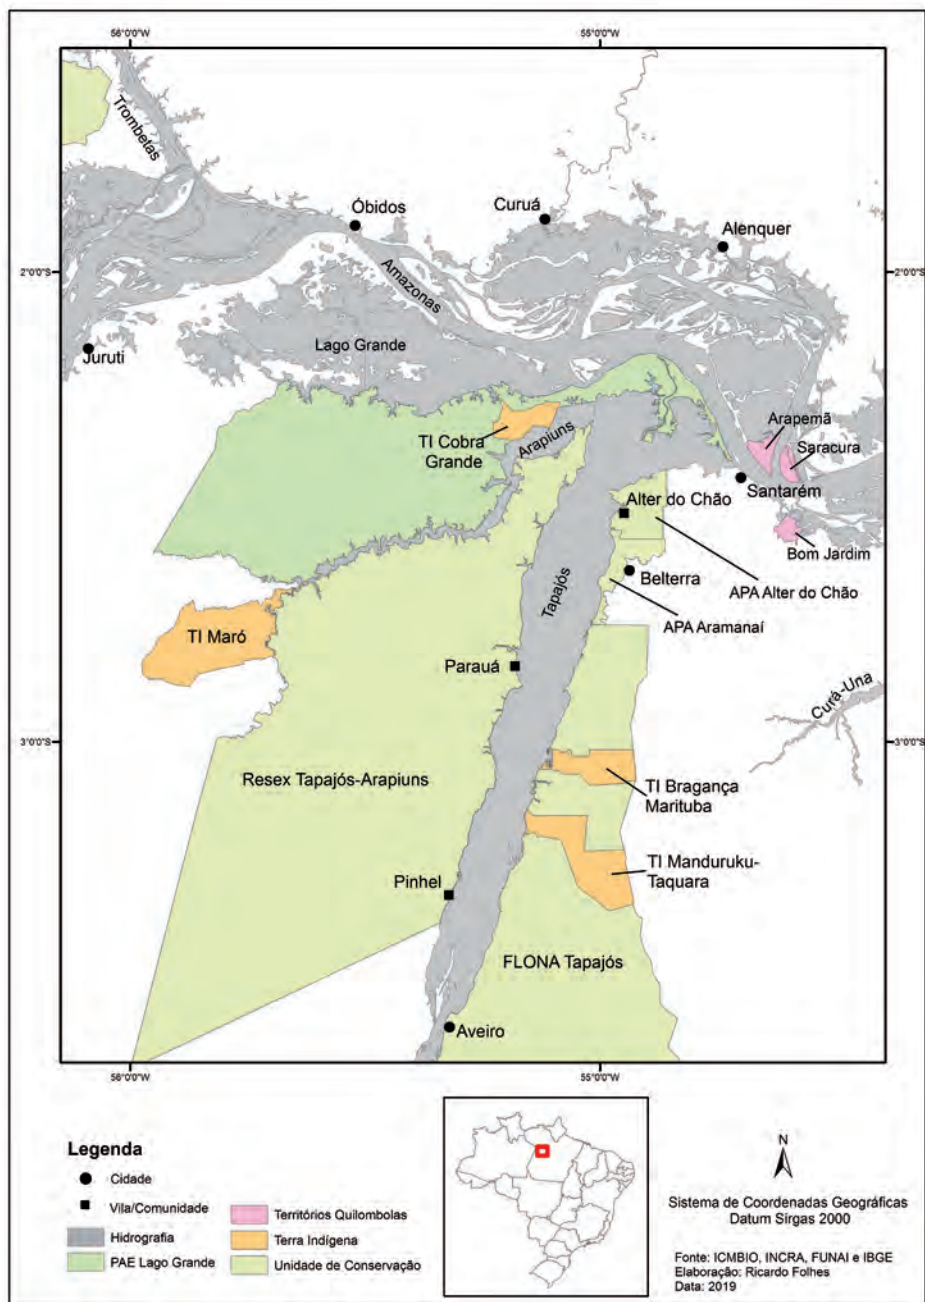 56°0'0"W
55°0'0"W
Trombetas
Óbidos
Curuá
Alenquer
2°0'0"S
2°0'0"S
Amazonas
Lago Grande
Juruti
TI Cobra
Grande
Arapiuns
Arapemã
Saracura
Santarém
Alter do Chão
Bom Jardim
Belterra
APA Alter do Chão
Tapajós
APA Aramanaí
TI Maró
Parauá
Curá-Una
3°0'0"S
3°0'0"S
Resex Tapajós-Arapiuns
TI Bragança
Marituba
TI Manduruku-
Taquara
Pinhel
FLONA Tapajós
Aveiro
56°0'0"W
55°0'0"W
Legenda
Cidade
Vila/Comunidade
Hidrografia
PAE Lago Grande
Territórios Quilombolas
Terra Indígena
Unidade de Conservação
N
Sistema de Coordenadas Geográficas
Datum Sirgas 2000
Fonte: ICMBIO, INCRA, FUNAI e IBGE
Elaboração: Ricardo Folhes
Data: 2019